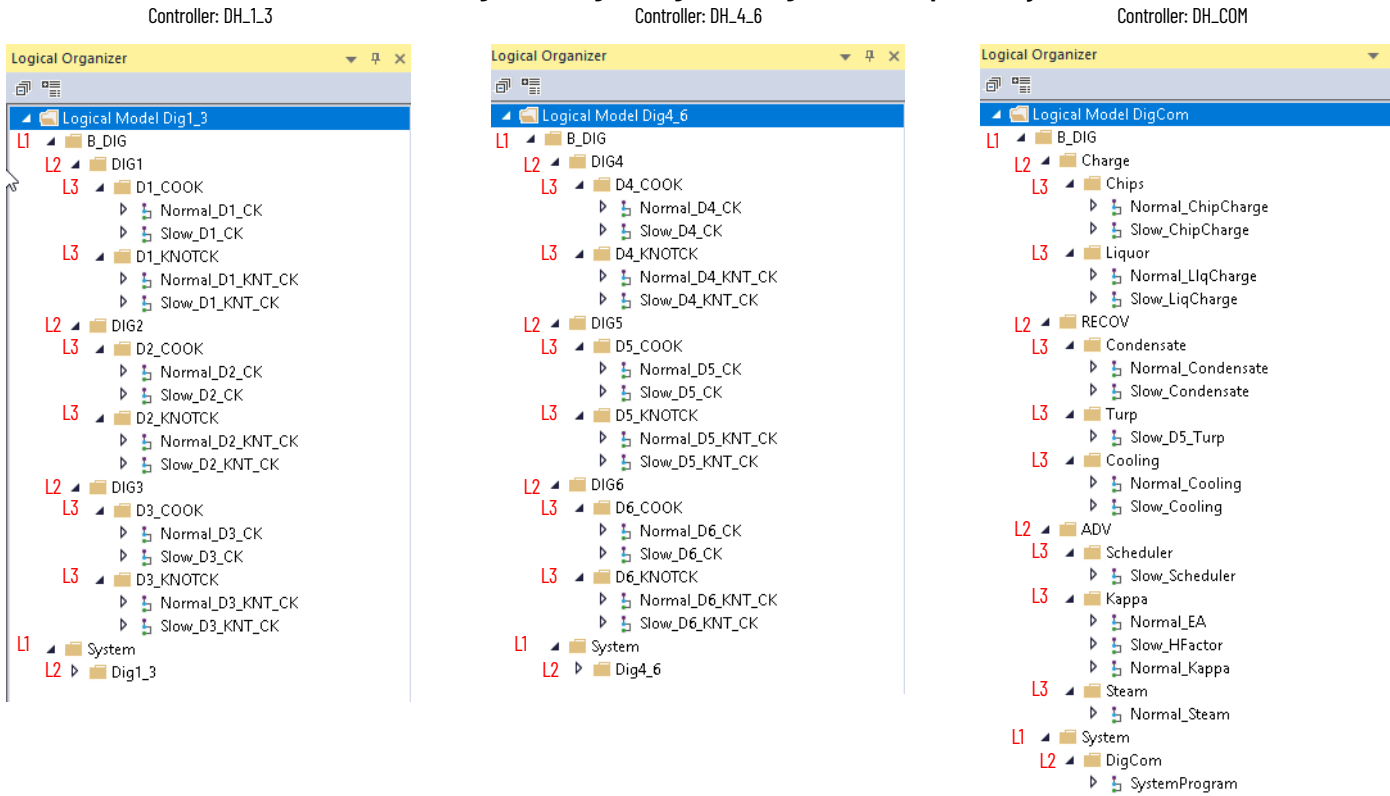 Controller: DH_1_3
Logical Organizer
Logical Model Dig1_3
L1 B_DIG
L2 DIG1
L3 D1_COOK
Normal_D1_CK
Slow_D1_CK
L3 D1_KNOTCK
Normal_D1_KNT_CK
Slow_D1_KNT_CK
L2 DIG2
L3 D2_COOK
Normal_D2_CK
Slow_D2_CK
L3 D2_KNOTCK
Normal_D2_KNT_CK
Slow_D2_KNT_CK
L2 DIG3
L3 D3_COOK
Normal_D3_CK
Slow_D3_CK
L3 D3_KNOTCK
Normal_D3_KNT_CK
Slow_D3_KNT_CK
L1 System
L2 Dig1_3
Controller: DH_4_6
Logical Organizer
Logical Model Dig4_6
L1 B_DIG
L2 DIG4
L3 D4_COOK
Normal_D4_CK
Slow_D4_CK
L3 D4_KNOTCK
Normal_D4_KNT_CK
Slow_D4_KNT_CK
L2 DIG5
L3 D5_COOK
Normal_D5_CK
Slow_D5_CK
L3 D5_KNOTCK
Normal_D5_KNT_CK
Slow_D5_KNT_CK
L2 DIG6
L3 D6_COOK
Normal_D6_CK
Slow_D6_CK
L3 D6_KNOTCK
Normal_D6_KNT_CK
Slow_D6_KNT_CK
L1 System
L2 Dig4_6
Controller: DH_COM
Logical Organizer
Logical Model DigCom
L1 B_DIG
L2 Charge
L3 Chips
Normal_ChipCharge
Slow_ChipCharge
L3 Liquor
Normal_LIqCharge
Slow_LiqCharge
L2 RECOV
L3 Condensate
Normal_Condensate
Slow_Condensate
L3 Turp
Slow_D5_Turp
L3 Cooling
Normal_Cooling
Slow_Cooling
L2 ADV
L3 Scheduler
Slow_Scheduler
L3 Kappa
Normal_EA
Slow_HFactor
Normal_Kappa
L3 Steam
Normal_Steam
L1 System
L2 DigCom
SystemProgram